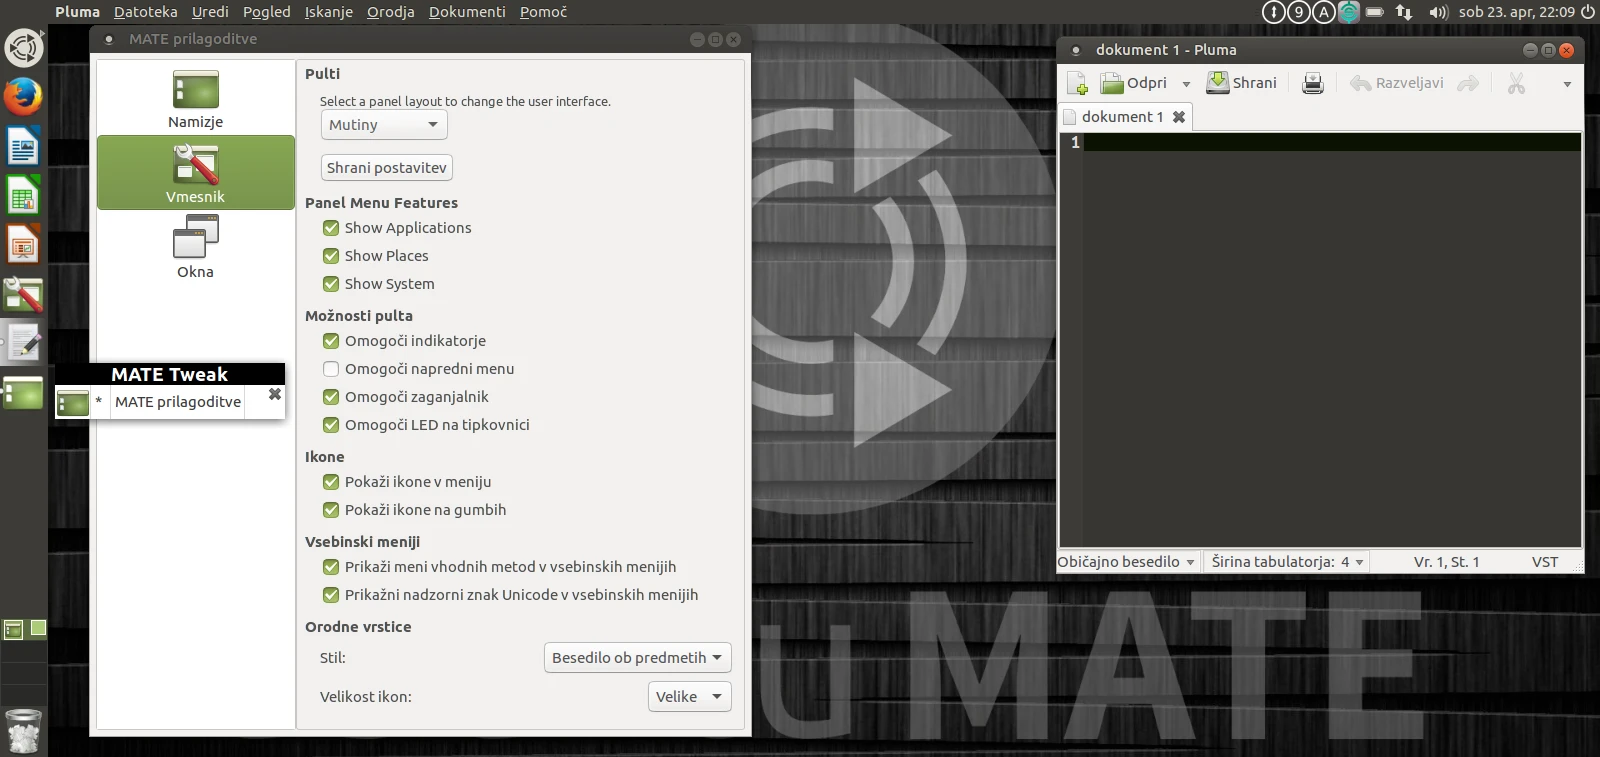 Pluma Datoteka Uredi Pogled Iskanje Orodja Dokumenti Pomoč
9 A sob 23. apr, 22:09
MATE prilagoditve
Namizje
Vmesnik
Okna
Pulti
Select a panel layout to change the user interface.
Mutiny
Shrani postavitev
Panel Menu Features
Show Applications
Show Places
Show System
Možnosti pulta
Omogoči indikatorje
Omogoči napredni menu
Omogoči zaganjalnik
Omogoči LED na tipkovnici
Ikone
Pokaži ikone v meniju
Pokaži ikone na gumbih
Vsebinski meniji
Prikaži meni vhodnih metod v vsebinskih menijih
Prikažni nadzorni znak Unicode v vsebinskih menijih
Orodne vrstice
Stil: Besedilo ob predmetih
Velikost ikon: Velike
MATE Tweak
* MATE prilagoditve
dokument 1 - Pluma
Odpri Shrani Razveljavi
dokument 1
1
Običajno besedilo Širina tabulatorja: 4 Vr. 1, St. 1 VST
u MATE